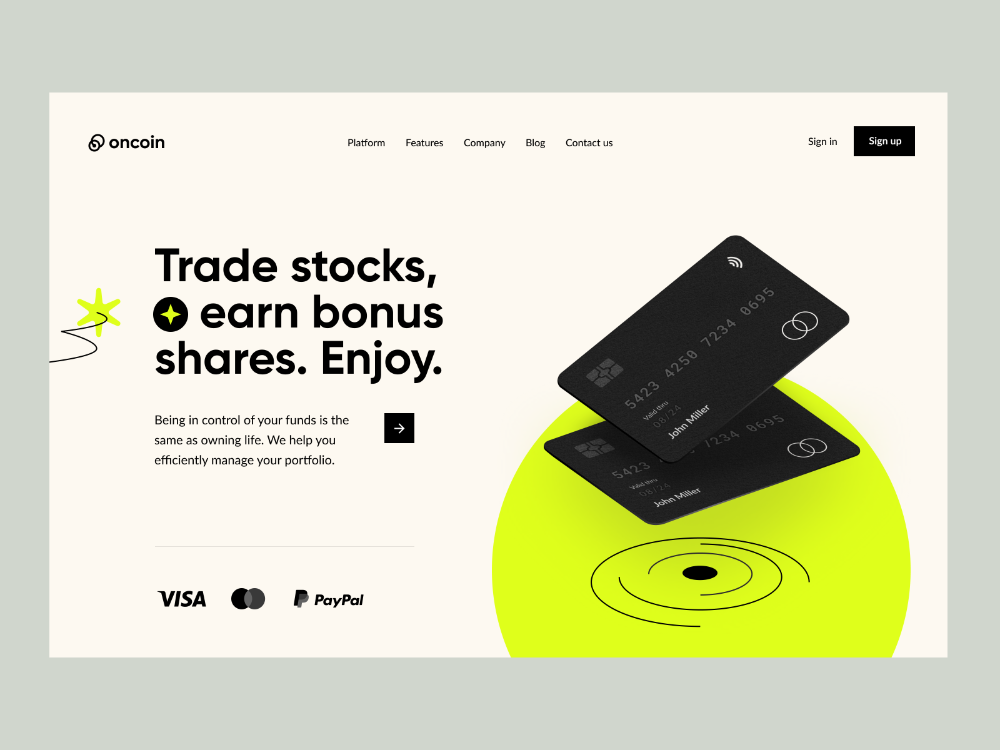 oncoin
Platform
Features
Company
Blog
Contact us
Sign in
Sign up
Trade stocks,
earn bonus
shares. Enjoy.
Being in control of your funds is the
same as owning life. We help you
efficiently manage your portfolio.
VISA
PayPal
5423 4250 7234 0695
Valid thru
08/24
John Miller
5423 7234 0695
Valid thru
08/24
John Miller